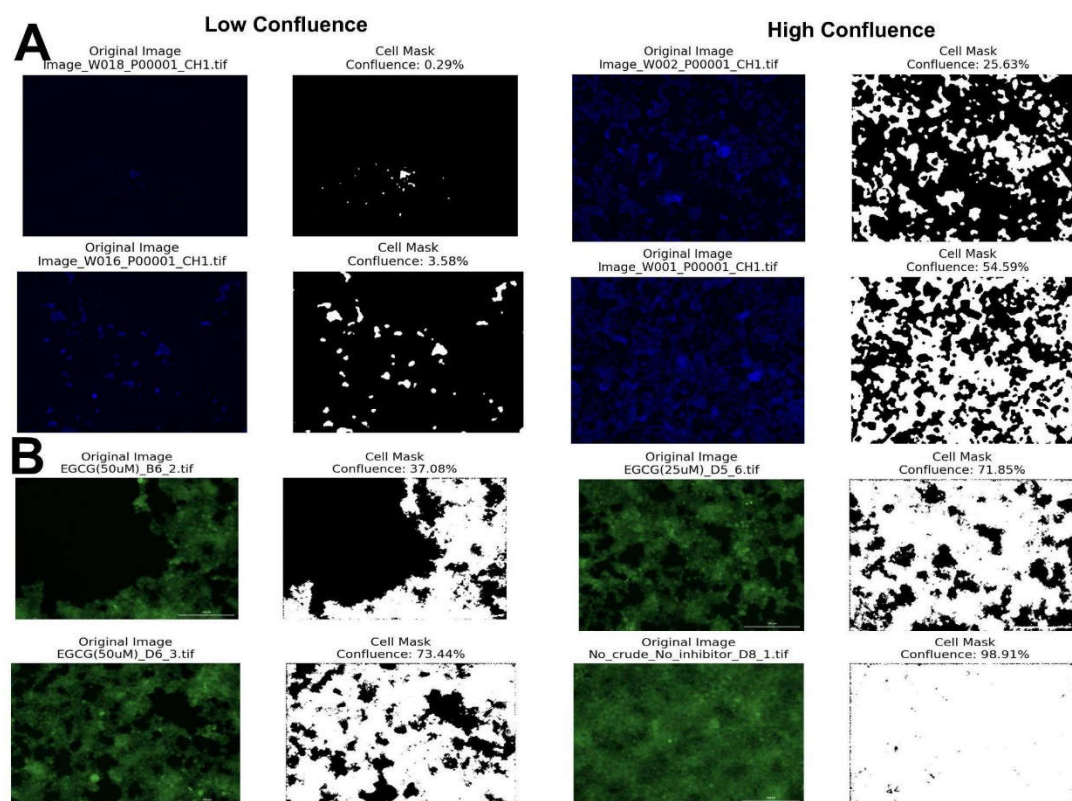 Low Confluence
High Confluence
A
Original Image
Image_W018_P00001_CH1.tif
Cell Mask
Confluence: 0.29%
Original Image
Image_W002_P00001_CH1.tif
Cell Mask
Confluence: 25.63%
Original Image
Image_W016_P00001_CH1.tif
Cell Mask
Confluence: 3.58%
Original Image
Image_W001_P00001_CH1.tif
Cell Mask
Confluence: 54.59%
B
Original Image
EGCG(50uM)_B6_2.tif
Cell Mask
Confluence: 37.08%
Original Image
EGCG(25uM)_D5_6.tif
Cell Mask
Confluence: 71.85%
Original Image
EGCG(50uM)_D6_3.tif
Cell Mask
Confluence: 73.44%
Original Image
No_crude_No_inhibitor_D8_1.tif
Cell Mask
Confluence: 98.91%